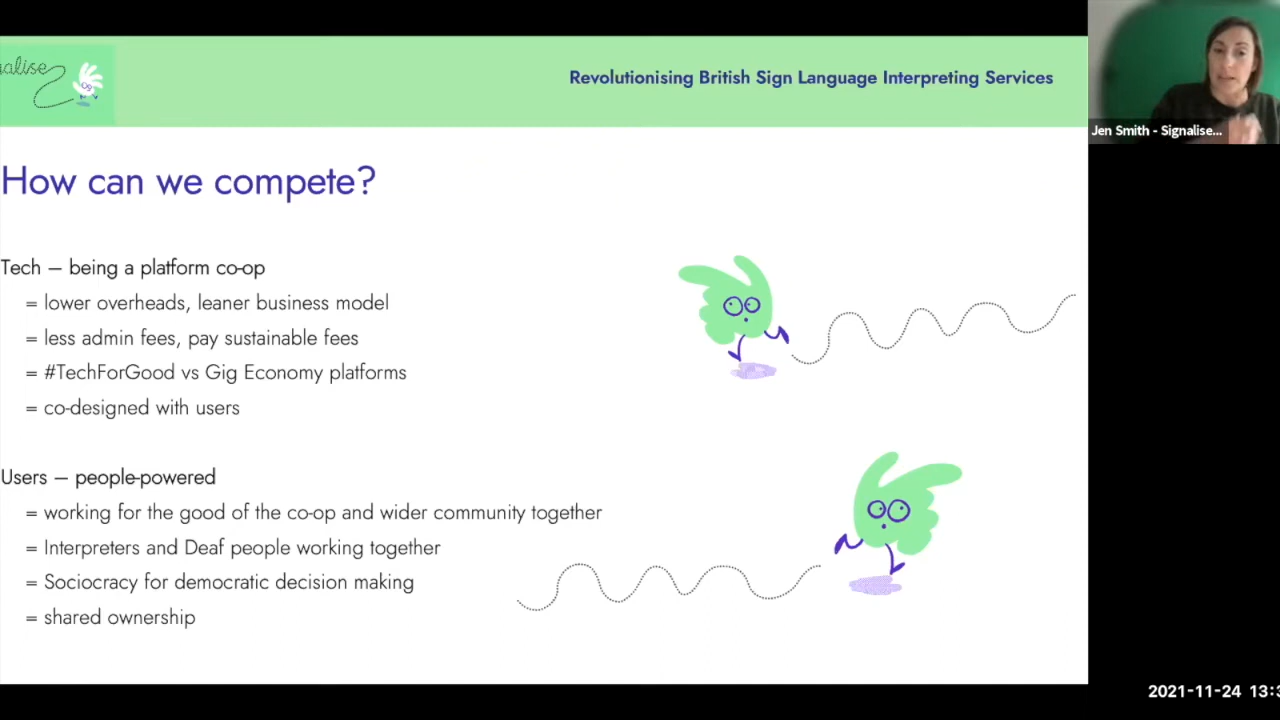 Revolutionising British Sign Language Interpreting Services
Jen Smith - Signalise...
How can we compete?
Tech – being a platform co-op
= lower overheads, leaner business model
= less admin fees, pay sustainable fees
= #TechForGood vs Gig Economy platforms
= co-designed with users
Users – people-powered
= working for the good of the co-op and wider community together
= Interpreters and Deaf people working together
= Sociocracy for democratic decision making
= shared ownership
2021-11-24